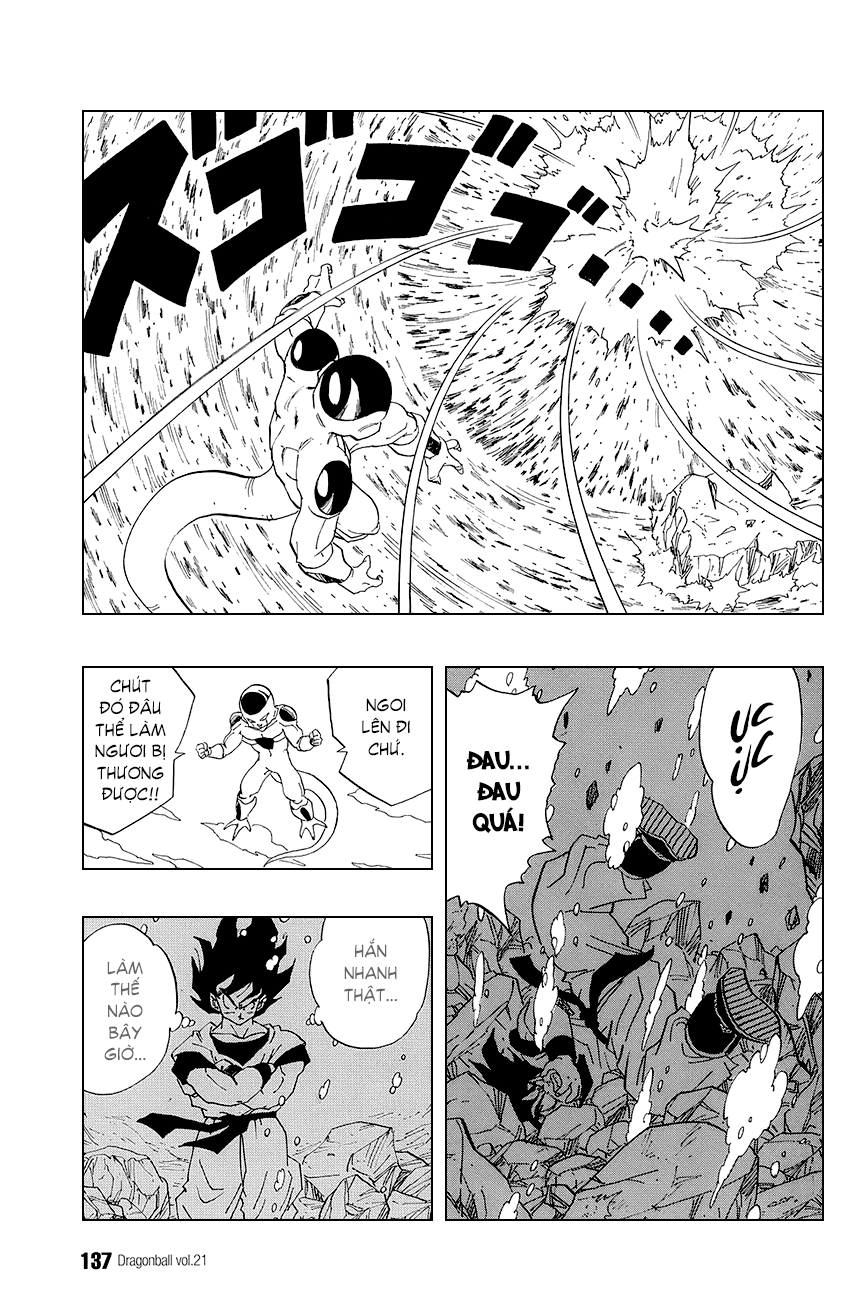 ズゴゴゴ....
ỤC
ỤC
ĐAU...
ĐAU
QUÁ!
NGOI
LÊN ĐI
CHỨ.
CHÚT
ĐÓ ĐÂU
THỂ LÀM
NGƯƠI BỊ
THƯƠNG
ĐƯỢC!!
HẮN
NHANH
THẬT...
LÀM
THẾ
NÀO
BÂY
GIỜ...
137 Dragonball vol.21